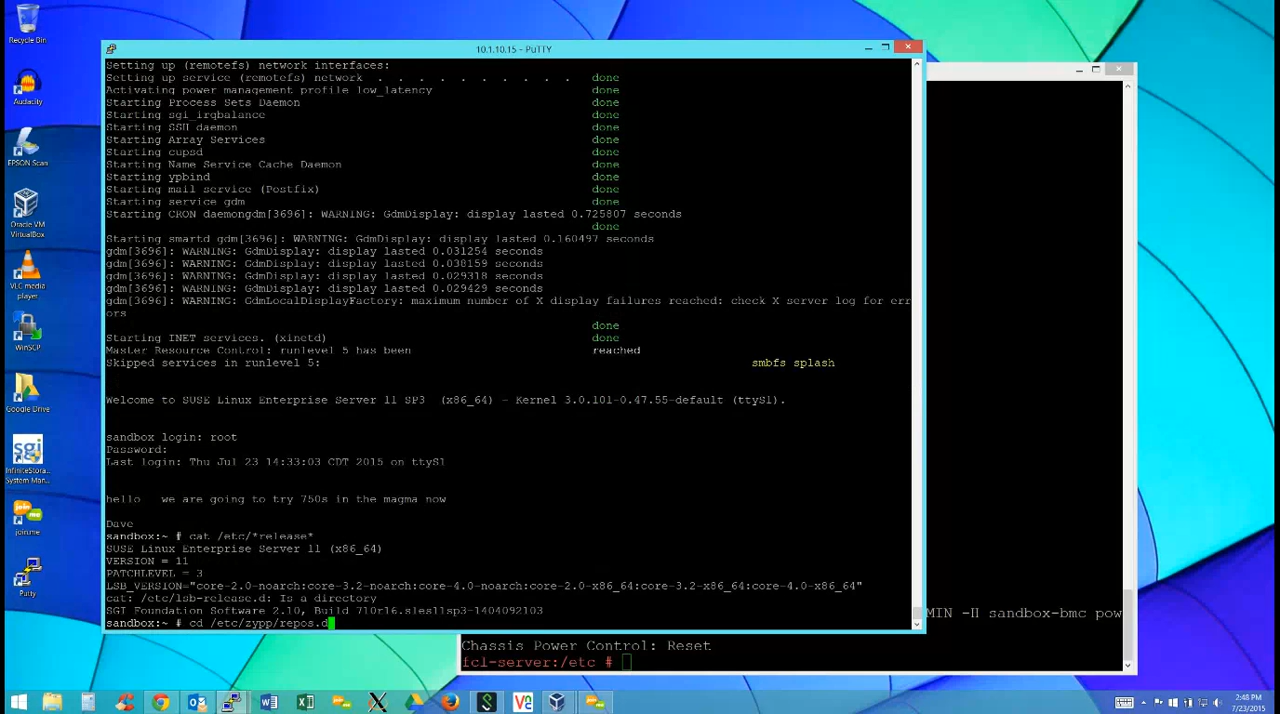 Recycle Bin
Audacity
EPSON Scan
Oracle VM
VirtualBox
VLC media
player
WinSCP
Google Drive
sgi
InfiniteStora...
System Man...
join.me
Putty
10.1.10.15 - PuTTY
Setting up (remotefs) network interfaces:
Setting up service (remotefs) network . . . . . . . . . . done
Activating power management profile low_latency done
Starting Process Sets Daemon done
Starting sgi_irqbalance done
Starting SSH daemon done
Starting Array Services done
Starting cupsd done
Starting Name Service Cache Daemon done
Starting ypbind done
Starting mail service (Postfix) done
Starting service gdm done
Starting CRON daemongdm[3696]: WARNING: GdmDisplay: display lasted 0.725807 seconds
done
Starting smartd gdm[3696]: WARNING: GdmDisplay: display lasted 0.160497 seconds
gdm[3696]: WARNING: GdmDisplay: display lasted 0.031254 seconds
gdm[3696]: WARNING: GdmDisplay: display lasted 0.038159 seconds
gdm[3696]: WARNING: GdmDisplay: display lasted 0.029318 seconds
gdm[3696]: WARNING: GdmDisplay: display lasted 0.029429 seconds
gdm[3696]: WARNING: GdmLocalDisplayFactory: maximum number of X display failures reached: check X server log for err
ors
done
Starting INET services. (xinetd) done
Master Resource Control: runlevel 5 has been reached
Skipped services in runlevel 5: smbfs splash
Welcome to SUSE Linux Enterprise Server 11 SP3 (x86_64) - Kernel 3.0.101-0.47.55-default (ttyS1).
sandbox login: root
Password:
Last login: Thu Jul 23 14:33:03 CDT 2015 on ttyS1
hello we are going to try 750s in the magma now
Dave
sandbox:~ # cat /etc/*release*
SUSE Linux Enterprise Server 11 (x86_64)
VERSION = 11
PATCHLEVEL = 3
LSB_VERSION="core-2.0-noarch:core-3.2-noarch:core-4.0-noarch:core-2.0-x86_64:core-3.2-x86_64:core-4.0-x86_64"
cat: /etc/lsb-release.d: Is a directory
SGI Foundation Software 2.10, Build 710r16.sles11sp3-1404092103
sandbox:~ # cd /etc/zypp/repos.d
MIN -H sandbox-bmc pow
Chassis Power Control: Reset
fcl-server:/etc #
2:48 PM
7/23/2015